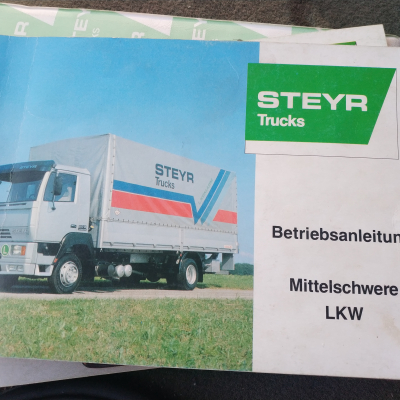 STEYR
Trucks
STEYR
Trucks
Betriebsanleitun
Mittelschwere
LKW